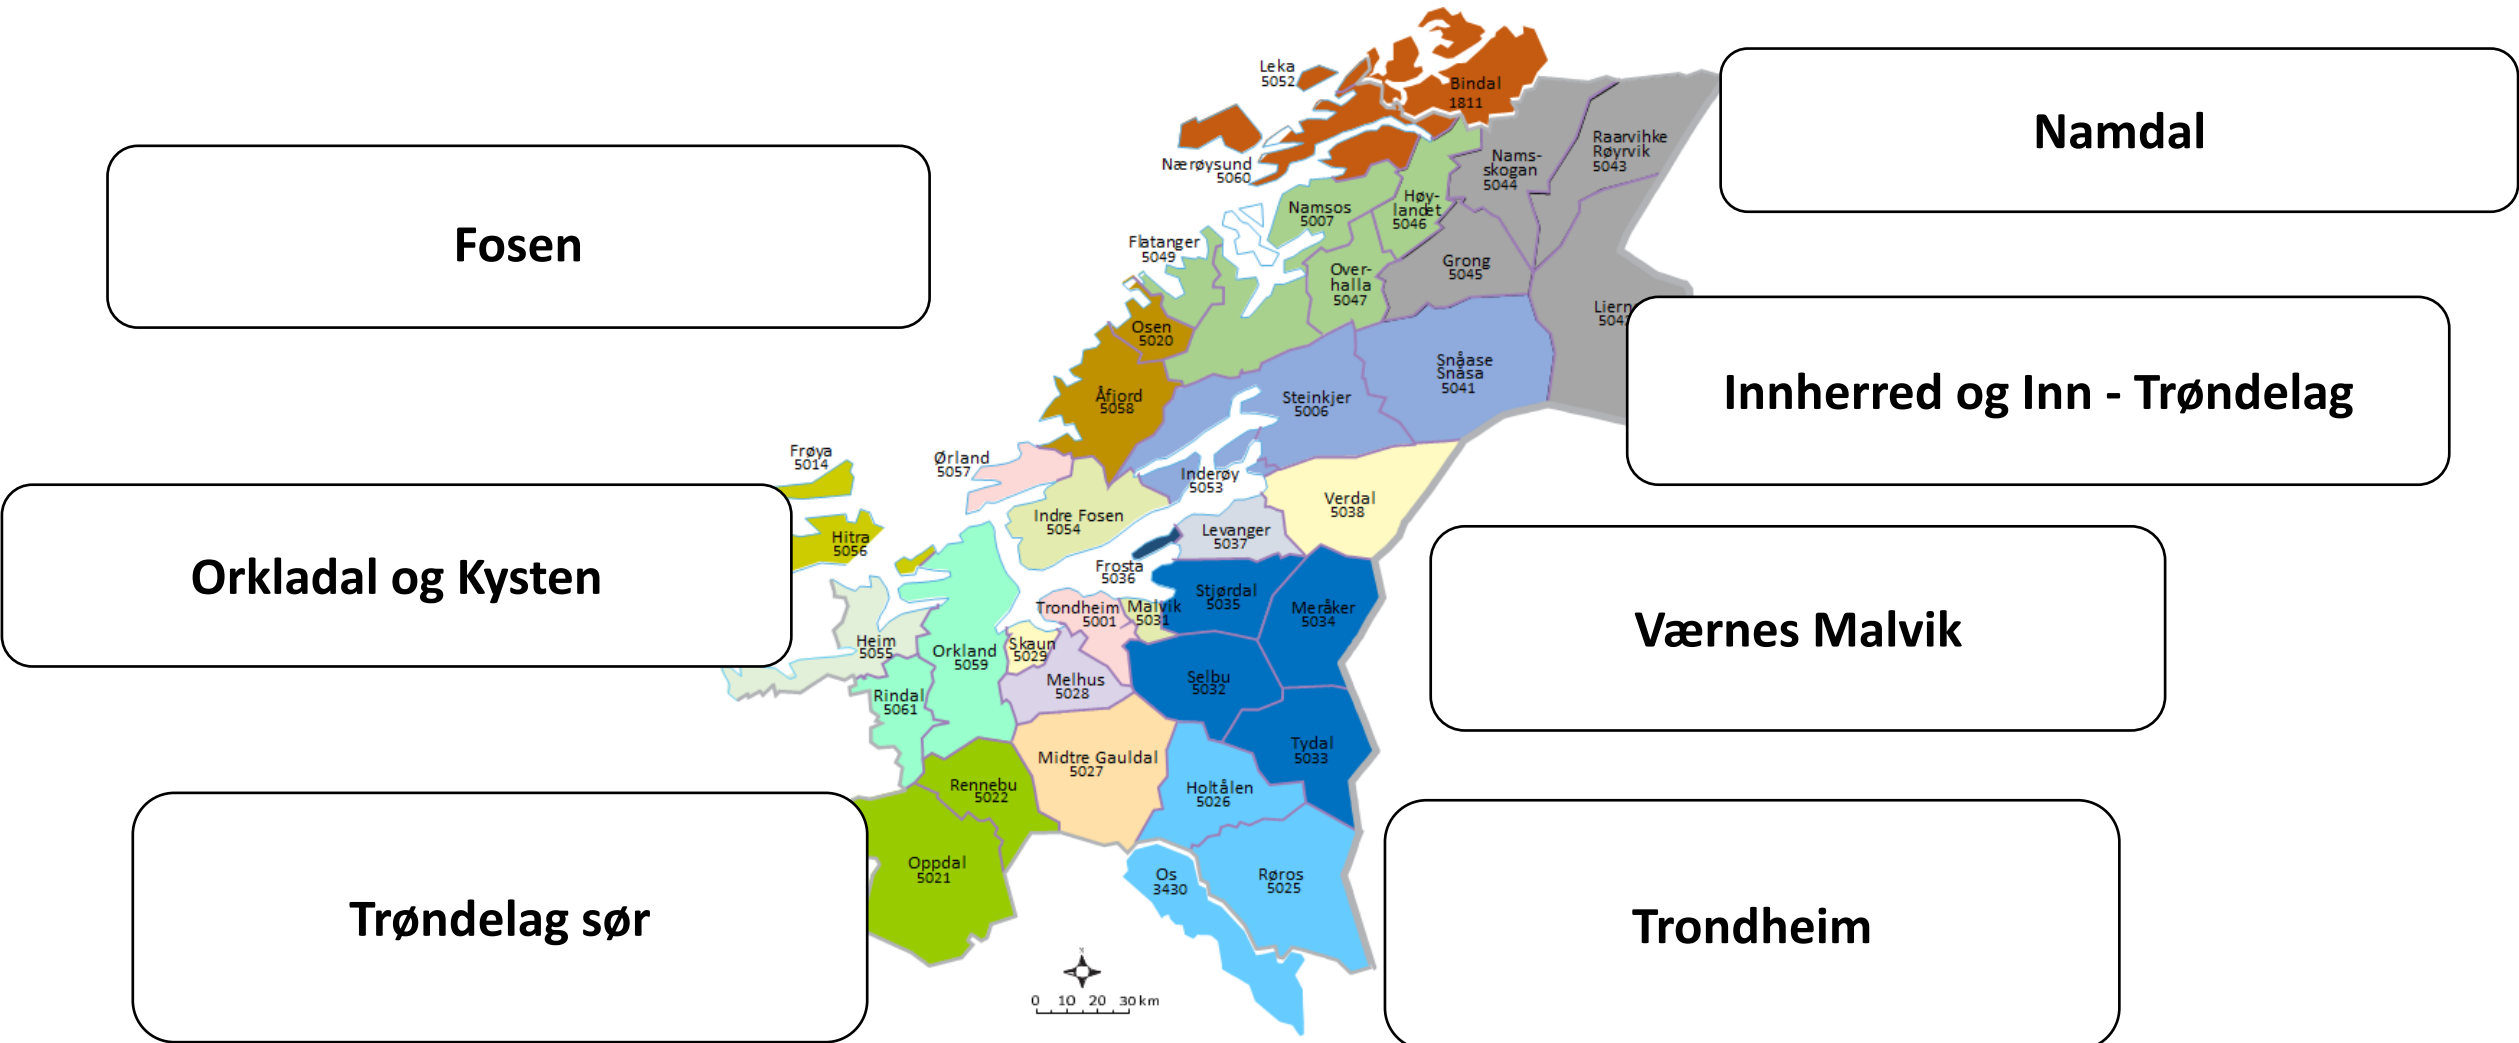 Leka
5052
Bindal
1811
Namdal
Raarvihke
Røyrvik
5043
Nams-
skogan
5044
Nærøysund
5060
Høy-
landet
5046
Namsos
5007
Fosen
Flatanger
5049
Grong
5045
Over-
halla
5047
Osen
5020
Snåase
Snåsa
5041
Åfjord
5058
Steinkjer
5006
Innherred og Inn - Trøndelag
Frøya
5014
Ørland
5057
Inderøy
5053
Verdal
5038
Indre Fosen
5054
Levanger
5037
Hitra
5056
Orkladal og Kysten
Frosta
5036
Stjørdal
5035
Meråker
5034
Trondheim
5001
Malvik
5031
Værnes Malvik
Heim
5055
Orkland
5059
Skaun
5029
Melhus
5028
Selbu
5032
Rindal
5061
Tydal
5033
Midtre Gauldal
5027
Rennebu
5022
Holtålen
5026
Oppdal
5021
Os
3430
Røros
5025
Trøndelag sør
Trondheim
N
0 10 20 30 km